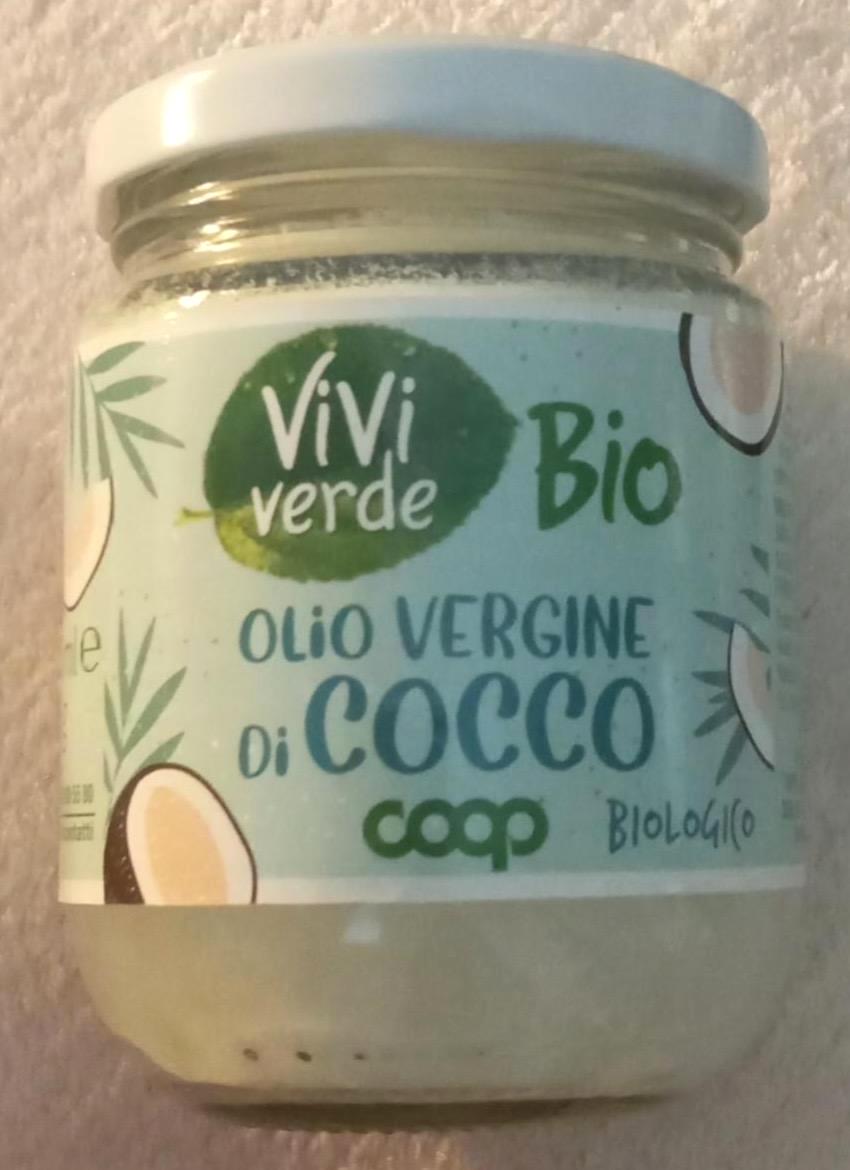 ViVi
verde
Bio
OLiO VERGINE
Di COCCO
coop
BIOLOGICO